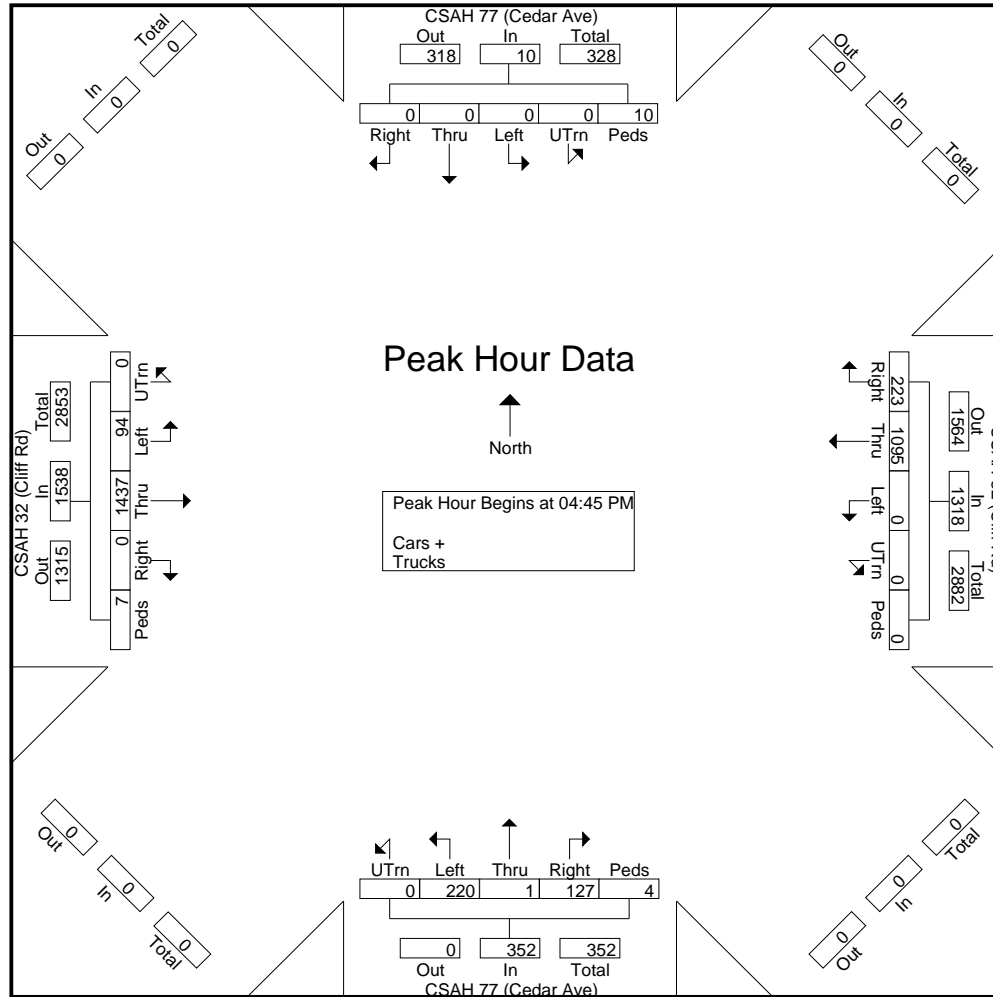 CSAH 77 (Cedar Ave)
Out In Total
318 10 328
0 0 0 0 10
Right Thru Left UTrn Peds
Out In Total
0 0 0
Out In Total
0 0 0
Peak Hour Data
North
Peak Hour Begins at 04:45 PM
Cars +
Trucks
CSAH 32 (Cliff Rd)
Out In Total
1315 1538 2853
7 0 1437 94 0
Peds Right Thru Left UTrn
Out In Total
1564 1318 2882
223 1095 0 0 0
Right Thru Left UTrn Peds
UTrn Left Thru Right Peds
0 220 1 127 4
0 352 352
Out In Total
CSAH 77 (Cedar Ave)
0 0 0
Out In Total
0 0 0
Out In Total